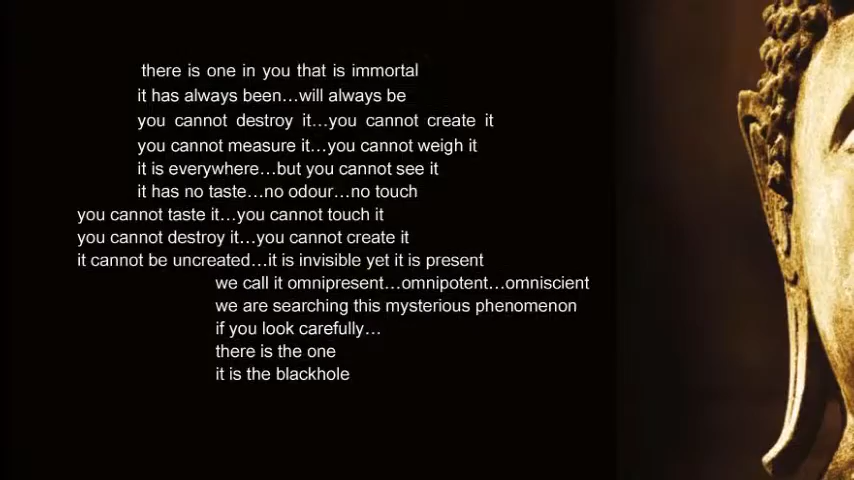 there is one in you that is immortal
it has always been...will always be
you cannot destroy it...you cannot create it
you cannot measure it...you cannot weigh it
it is everywhere...but you cannot see it
it has no taste...no odour...no touch
you cannot taste it...you cannot touch it
you cannot destroy it...you cannot create it
it cannot be uncreated...it is invisible yet it is present
we call it omnipresent...omnipotent...omniscient
we are searching this mysterious phenomenon
if you look carefully...
there is the one
it is the blackhole